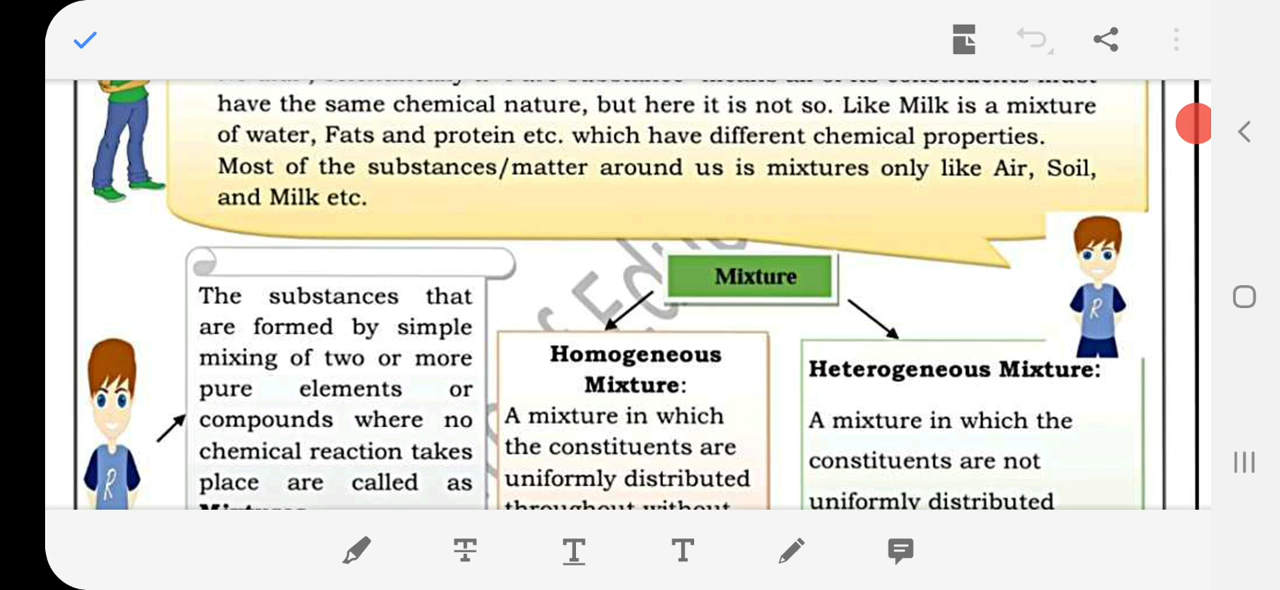 have the same chemical nature, but here it is not so. Like Milk is a mixture
of water, Fats and protein etc. which have different chemical properties.
Most of the substances/matter around us is mixtures only like Air, Soil,
and Milk etc.
Mixture
The substances that
are formed by simple
mixing of two or more
pure elements or
compounds where no
chemical reaction takes
place are called as
Homogeneous
Mixture:
A mixture in which
the constituents are
uniformly distributed
throughout without
Heterogeneous Mixture:
A mixture in which the
constituents are not
uniformly distributed
R
R